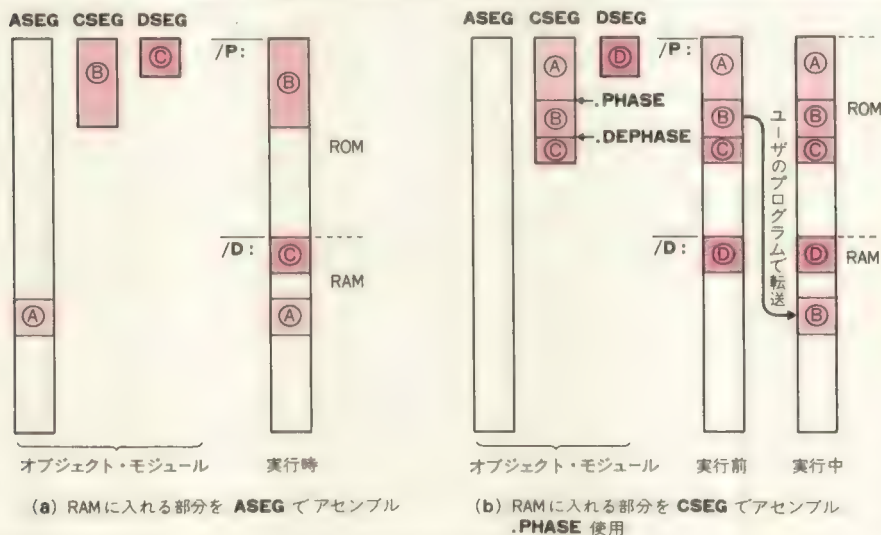 ASEG CSEG DSEG
/P:
Ⓑ
Ⓒ
Ⓑ
ROM
/D:
Ⓒ
RAM
Ⓐ
Ⓐ
オブジェクト・モジュール
実行時
(a) RAMに入れる部分を ASEG でアセンブル
ASEG CSEG DSEG
/P:
Ⓐ
Ⓓ
Ⓐ
Ⓐ
.PHASE
ROM
Ⓑ
Ⓑ
Ⓑ
.DEPHASE
Ⓒ
Ⓒ
Ⓒ
ユーザのプログラムで転送
/D:
Ⓓ
Ⓓ
RAM
Ⓑ
オブジェクト・モジュール
実行前
実行中
(b) RAMに入れる部分を CSEG でアセンブル
.PHASE 使用